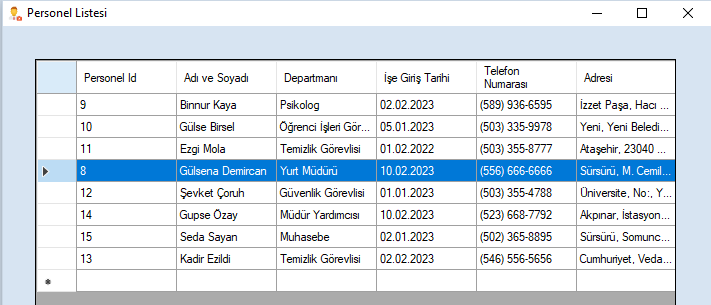 Personel Listesi
Personel Id Adı ve Soyadı Departmanı İşe Giriş Tarihi Telefon Numarası Adresi
9 Binnur Kaya Psikolog 02.02.2023 (589) 936-6595 İzzet Paşa, Hacı ...
10 Gülse Birsel Öğrenci İşleri Gör... 05.01.2023 (503) 335-9978 Yeni, Yeni Beledi...
11 Ezgi Mola Temizlik Görevlisi 01.02.2022 (503) 355-8777 Ataşehir, 23040 ...
8 Gülsena Demircan Yurt Müdürü 10.02.2023 (556) 666-6666 Sürsürü, M. Cemil...
12 Şevket Çoruh Güvenlik Görevlisi 01.01.2023 (503) 355-4788 Üniversite, No:, Y...
14 Gupse Özay Müdür Yardımcısı 10.02.2023 (523) 668-7792 Akpınar, İstasyon...
15 Seda Sayan Muhasebe 02.01.2023 (502) 365-8895 Sürsürü, Somunc...
13 Kadir Ezildi Temizlik Görevlisi 02.02.2023 (546) 556-5656 Cumhuriyet, Veda...